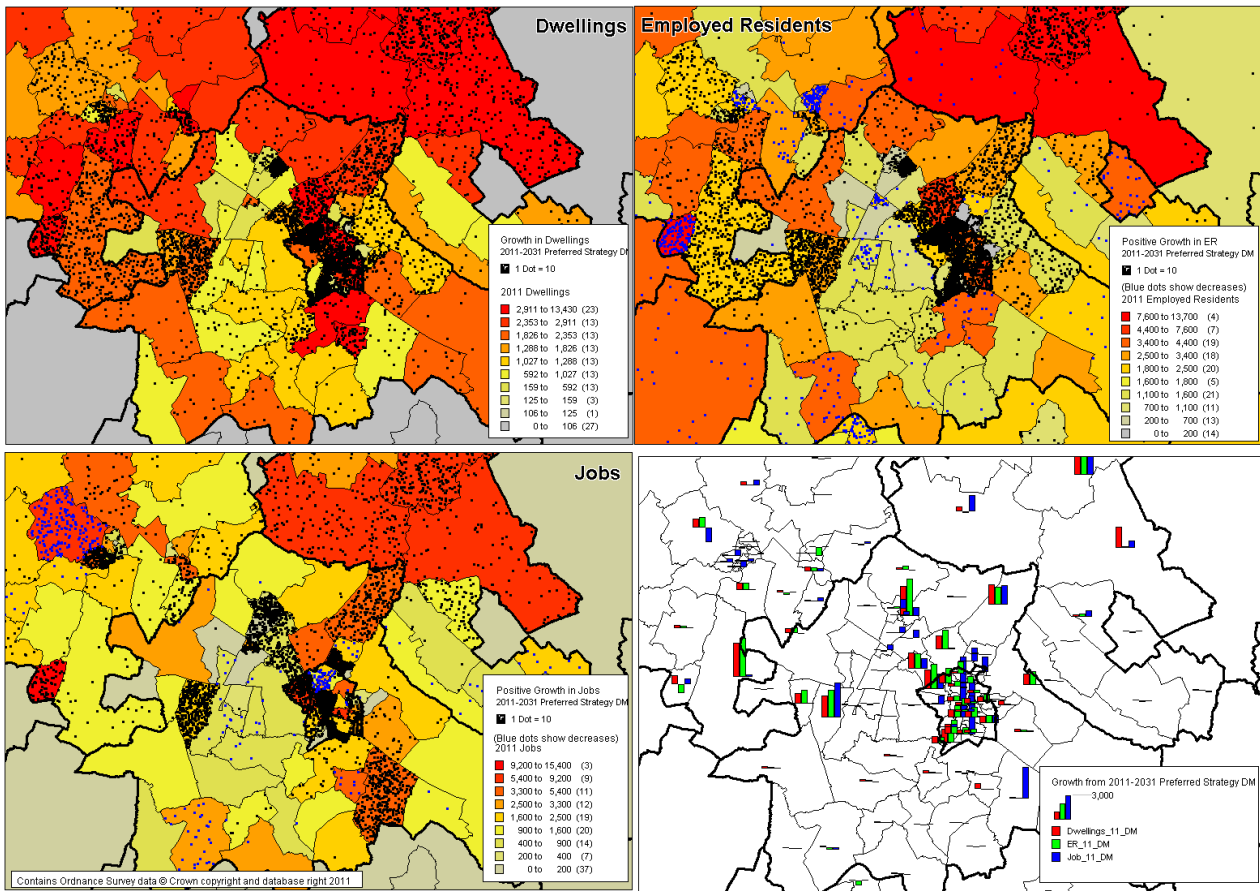 Dwellings
Growth in Dwellings
2011-2031 Preferred Strategy DM
1 Dot = 10
2011 Dwellings
2,911 to 13,430 (23)
2,353 to 2,911 (13)
1,826 to 2,353 (13)
1,288 to 1,826 (13)
1,027 to 1,288 (13)
592 to 1,027 (13)
159 to 592 (13)
125 to 159 (3)
106 to 125 (1)
0 to 106 (27)
Employed Residents
Positive Growth in ER
2011-2031 Preferred Strategy DM
1 Dot = 10
(Blue dots show decreases)
2011 Employed Residents
7,600 to 13,700 (4)
4,400 to 7,600 (7)
3,400 to 4,400 (19)
2,500 to 3,400 (18)
1,800 to 2,500 (20)
1,600 to 1,800 (5)
1,100 to 1,600 (21)
700 to 1,100 (11)
200 to 700 (13)
0 to 200 (14)
Jobs
Positive Growth in Jobs
2011-2031 Preferred Strategy DM
1 Dot = 10
(Blue dots show decreases)
2011 Jobs
9,200 to 15,400 (3)
5,400 to 9,200 (9)
3,300 to 5,400 (11)
2,500 to 3,300 (12)
1,600 to 2,500 (19)
900 to 1,600 (20)
400 to 900 (14)
200 to 400 (7)
0 to 200 (37)
Contains Ordnance Survey data © Crown copyright and database right 2011
Growth from 2011-2031 Preferred Strategy DM
3,000
Dwellings_11_DM
ER_11_DM
Job_11_DM